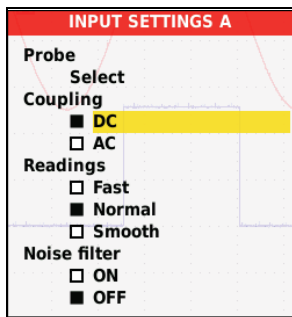 INPUT SETTINGS A
Probe
Select
Coupling
■ DC
□ AC
Readings
□ Fast
■ Normal
□ Smooth
Noise filter
□ ON
■ OFF